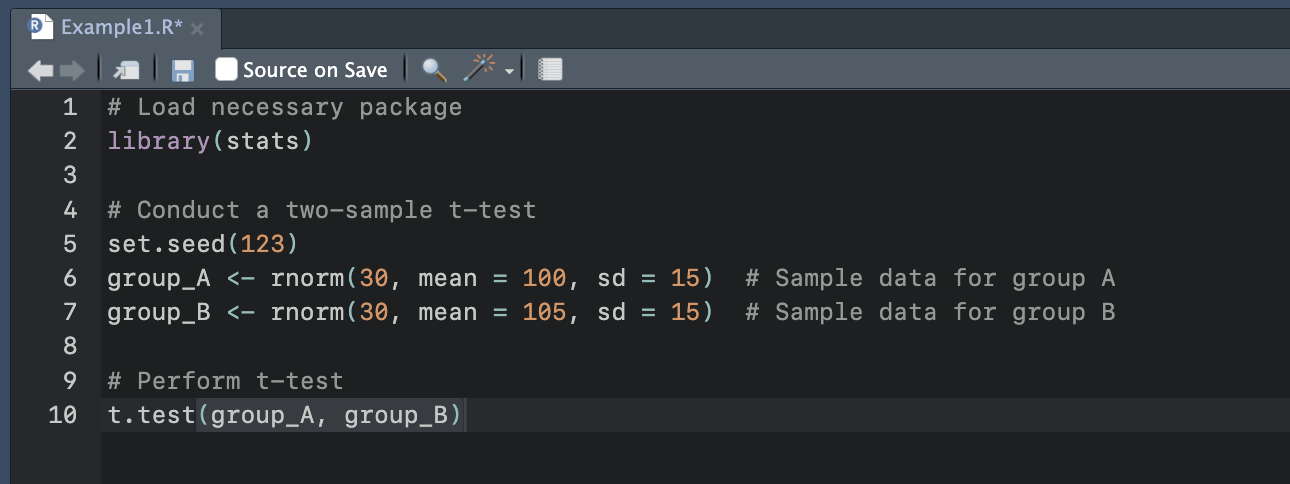 Example1.R*
Source on Save
1 # Load necessary package
2 library(stats)
3
4 # Conduct a two-sample t-test
5 set.seed(123)
6 group_A <- rnorm(30, mean = 100, sd = 15)  # Sample data for group A
7 group_B <- rnorm(30, mean = 105, sd = 15)  # Sample data for group B
8
9 # Perform t-test
10 t.test(group_A, group_B)